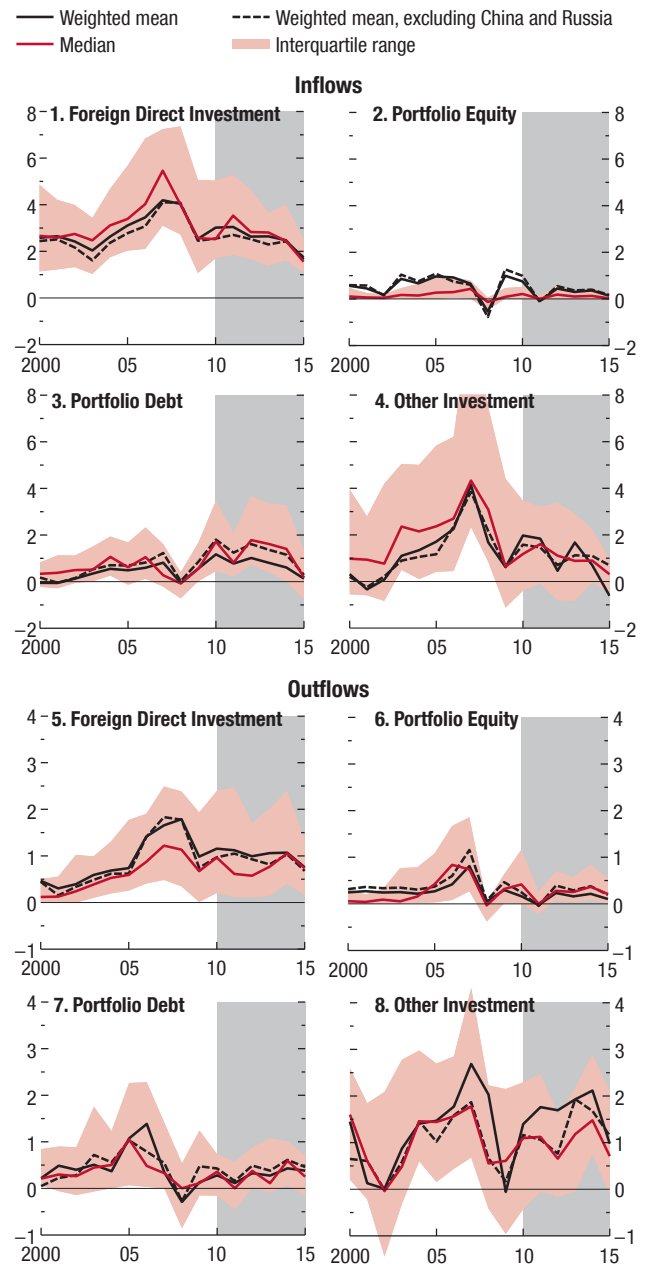 Weighted mean
Weighted mean, excluding China and Russia
Median
Interquartile range
Inflows
1. Foreign Direct Investment
2. Portfolio Equity
8
6
4
2
0
–2
8
6
4
2
0
–2
2000 05 10 15
2000 05 10 15
3. Portfolio Debt
4. Other Investment
8
6
4
2
0
–2
8
6
4
2
0
–2
2000 05 10 15
2000 05 10 15
Outflows
5. Foreign Direct Investment
6. Portfolio Equity
4
3
2
1
0
–1
4
3
2
1
0
–1
2000 05 10 15
2000 05 10 15
7. Portfolio Debt
8. Other Investment
4
3
2
1
0
–1
4
3
2
1
0
–1
2000 05 10 15
2000 05 10 15